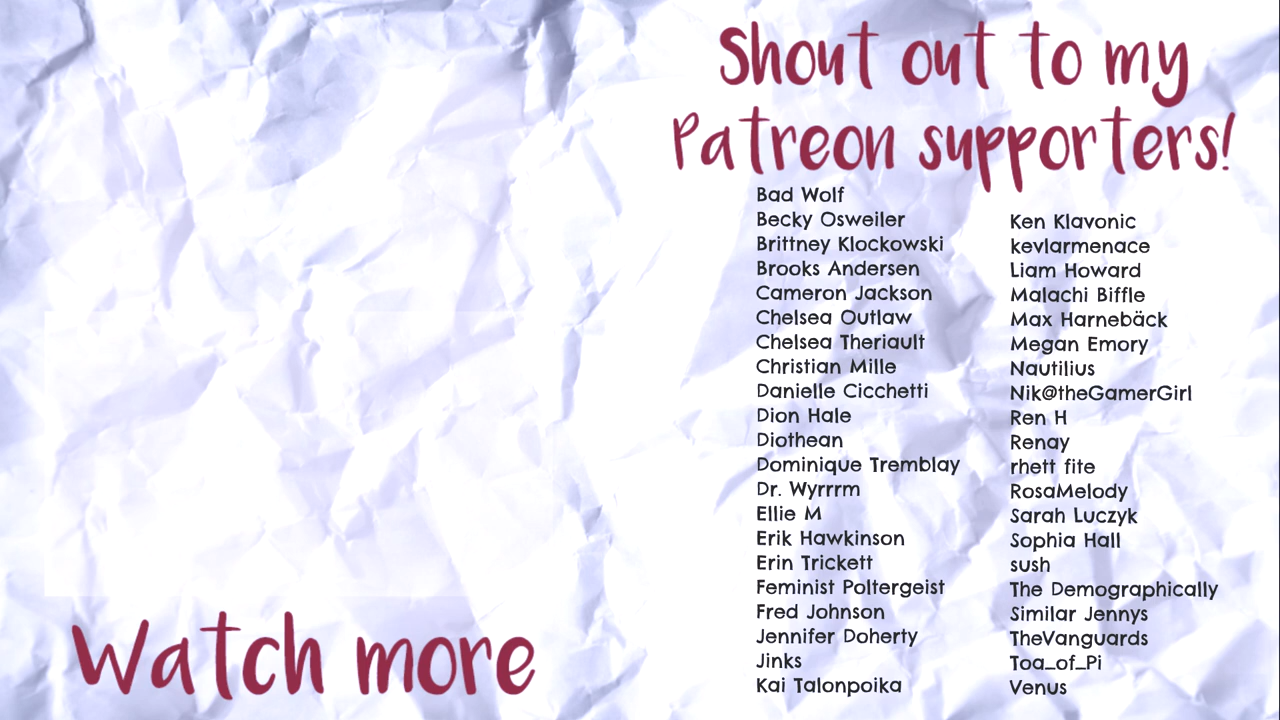 Shout out to my
Patreon supporters!
Bad Wolf
Becky Osweiler
Brittney Klockowski
Brooks Andersen
Cameron Jackson
Chelsea Outlaw
Chelsea Theriault
Christian Mille
Danielle Cicchetti
Dion Hale
Diothean
Dominique Tremblay
Dr. Wyrrrm
Ellie M
Erik Hawkinson
Erin Trickett
Feminist Poltergeist
Fred Johnson
Jennifer Doherty
Jinks
Kai Talonpoika
Ken Klavonic
kevlarmenace
Liam Howard
Malachi Biffle
Max Harnebäck
Megan Emory
Nautilius
Nik@theGamerGirl
Ren H
Renay
rhett fite
RosaMelody
Sarah Luczyk
Sophia Hall
sush
The Demographically
Similar Jennys
TheVanguards
Toa_of_Pi
Venus
Watch more